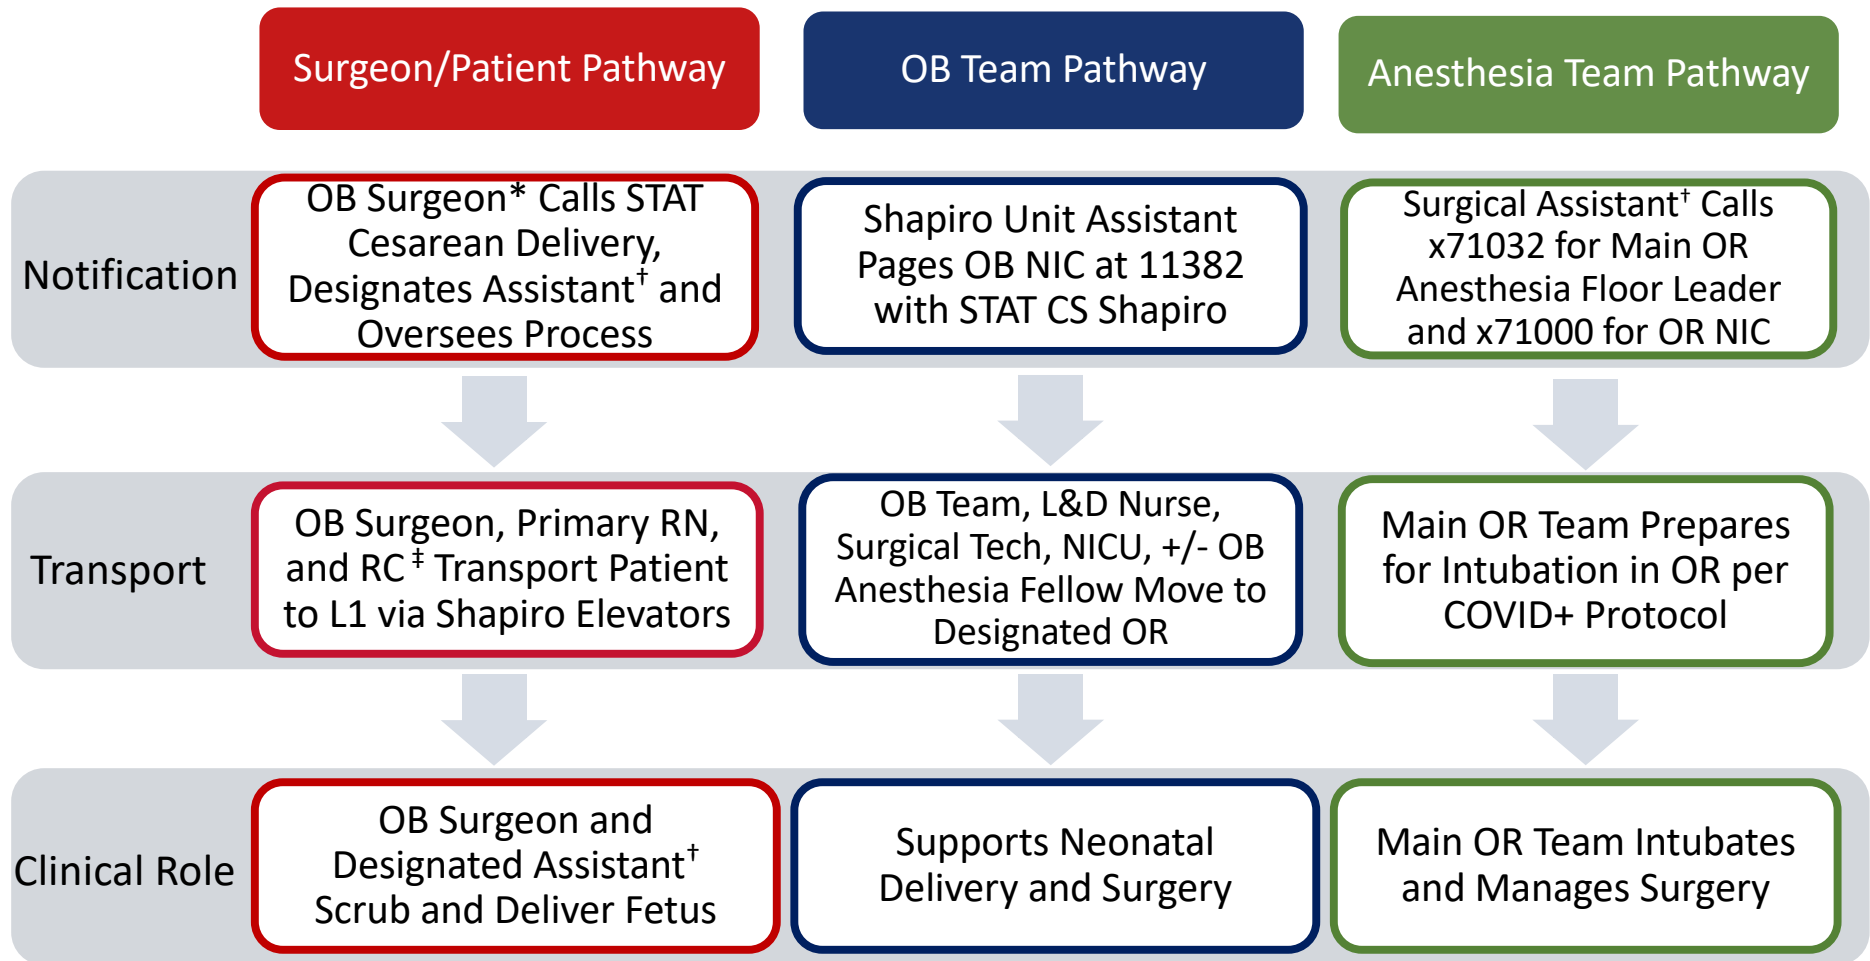 Surgeon/Patient Pathway
OB Team Pathway
Anesthesia Team Pathway
Notification
OB Surgeon* Calls STAT
Cesarean Delivery,
Designates Assistant† and
Oversees Process
Shapiro Unit Assistant
Pages OB NIC at 11382
with STAT CS Shapiro
Surgical Assistant† Calls
x71032 for Main OR
Anesthesia Floor Leader
and x71000 for OR NIC
Transport
OB Surgeon, Primary RN,
and RC‡ Transport Patient
to L1 via Shapiro Elevators
OB Team, L&D Nurse,
Surgical Tech, NICU, +/- OB
Anesthesia Fellow Move to
Designated OR
Main OR Team Prepares
for Intubation in OR per
COVID+ Protocol
Clinical Role
OB Surgeon and
Designated Assistant†
Scrub and Deliver Fetus
Supports Neonatal
Delivery and Surgery
Main OR Team Intubates
and Manages Surgery